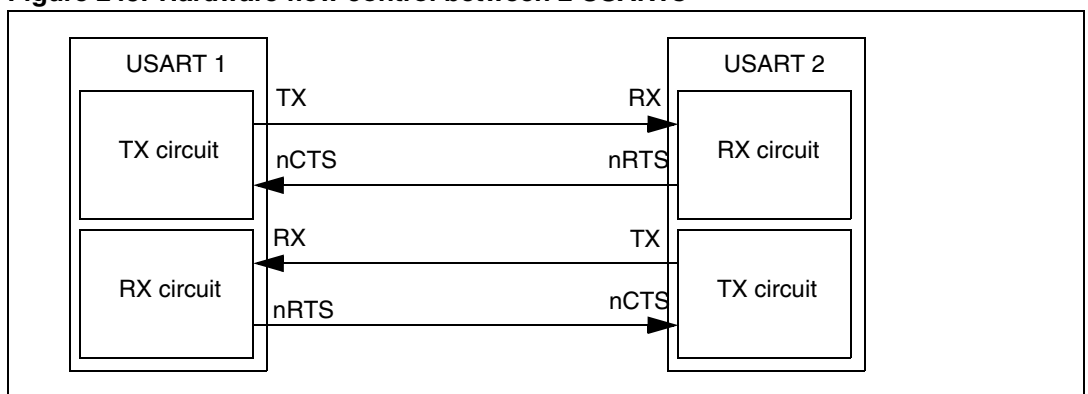 USART 1
USART 2
TX
RX
TX circuit
RX circuit
nCTS
nRTS
RX
TX
RX circuit
TX circuit
nRTS
nCTS